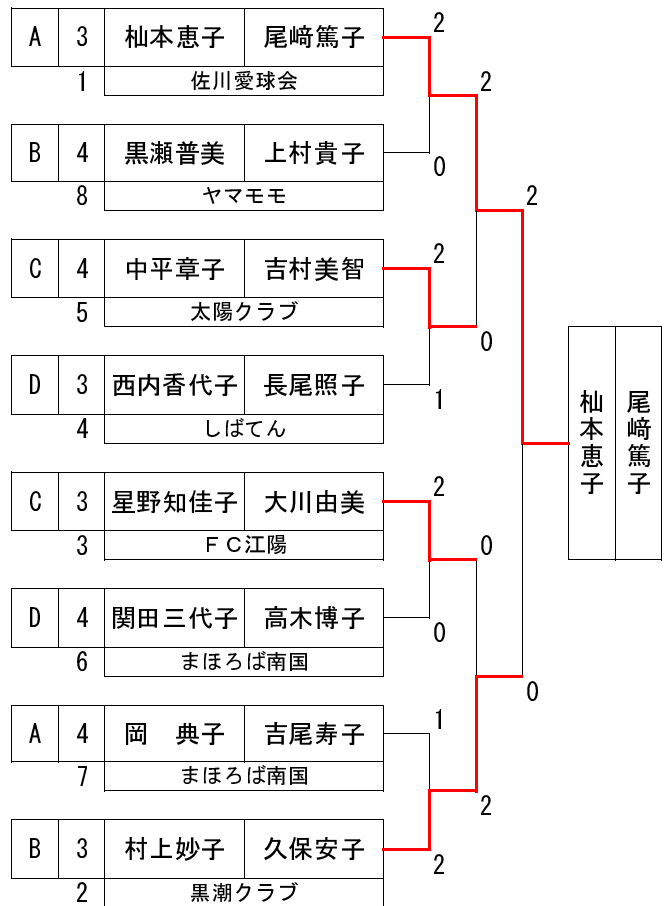 A 3 杣本恵子 尾﨑篤子
1 佐川愛球会
2
2
B 4 黒瀬普美 上村貴子
8 ヤマモモ
0
2
C 4 中平章子 吉村美智
5 太陽クラブ
2
0
D 3 西内香代子 長尾照子
4 しばてん
1
杣本恵子 尾﨑篤子
C 3 星野知佳子 大川由美
3 FC江陽
2
0
D 4 関田三代子 高木博子
6 まほろば南国
0
0
A 4 岡 典子 吉尾寿子
7 まほろば南国
1
2
B 3 村上妙子 久保安子
2 黒潮クラブ
2